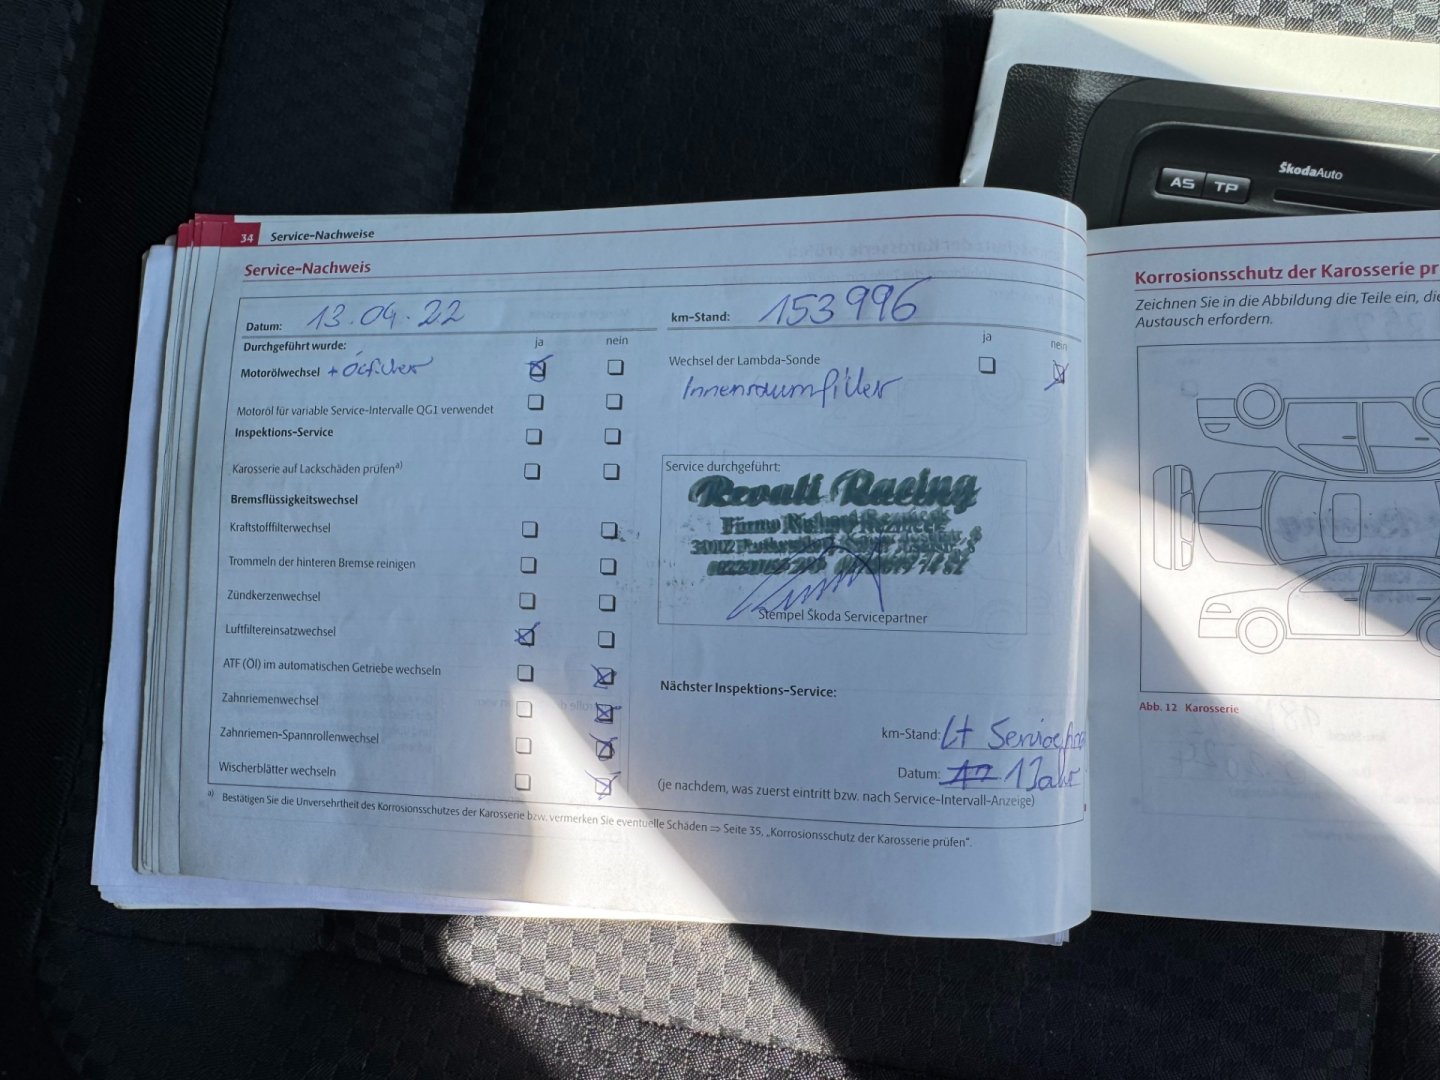 ŠkodaAuto
AS TP
34 Service-Nachweise
Service-Nachweis
Datum: 13.04.22
km-Stand: 153996
Durchgeführt wurde: ja nein
Motorölwechsel + Ölfilter
Motoröl für variable Service-Intervalle QG1 verwendet
Inspektions-Service
Karosserie auf Lackschäden prüfen a)
Bremsflüssigkeitswechsel
Kraftstofffilterwechsel
Trommeln der hinteren Bremse reinigen
Zündkerzenwechsel
Luftfiltereinsatzwechsel
ATF (Öl) im automatischen Getriebe wechseln
Zahnriemenwechsel
Zahnriemen-Spannrollenwechsel
Wischerblätter wechseln
ja nein
Wechsel der Lambda-Sonde
Innenraumfilter
Service durchgeführt:
Racing
Firma
Stempel Škoda Servicepartner
Nächster Inspektions-Service:
km-Stand: Lt
Datum: 1 Jahr
(je nachdem, was zuerst eintritt bzw. nach Service-Intervall-Anzeige)
a) Bestätigen Sie die Unversehrtheit des Korrosionsschutzes der Karosserie bzw. vermerken Sie eventuelle Schäden ⇒ Seite 35, „Korrosionsschutz der Karosserie prüfen“.
Korrosionsschutz der Karosserie pr
Zeichnen Sie in die Abbildung die Teile ein, die
Austausch erfordern.
Abb. 12 Karosserie